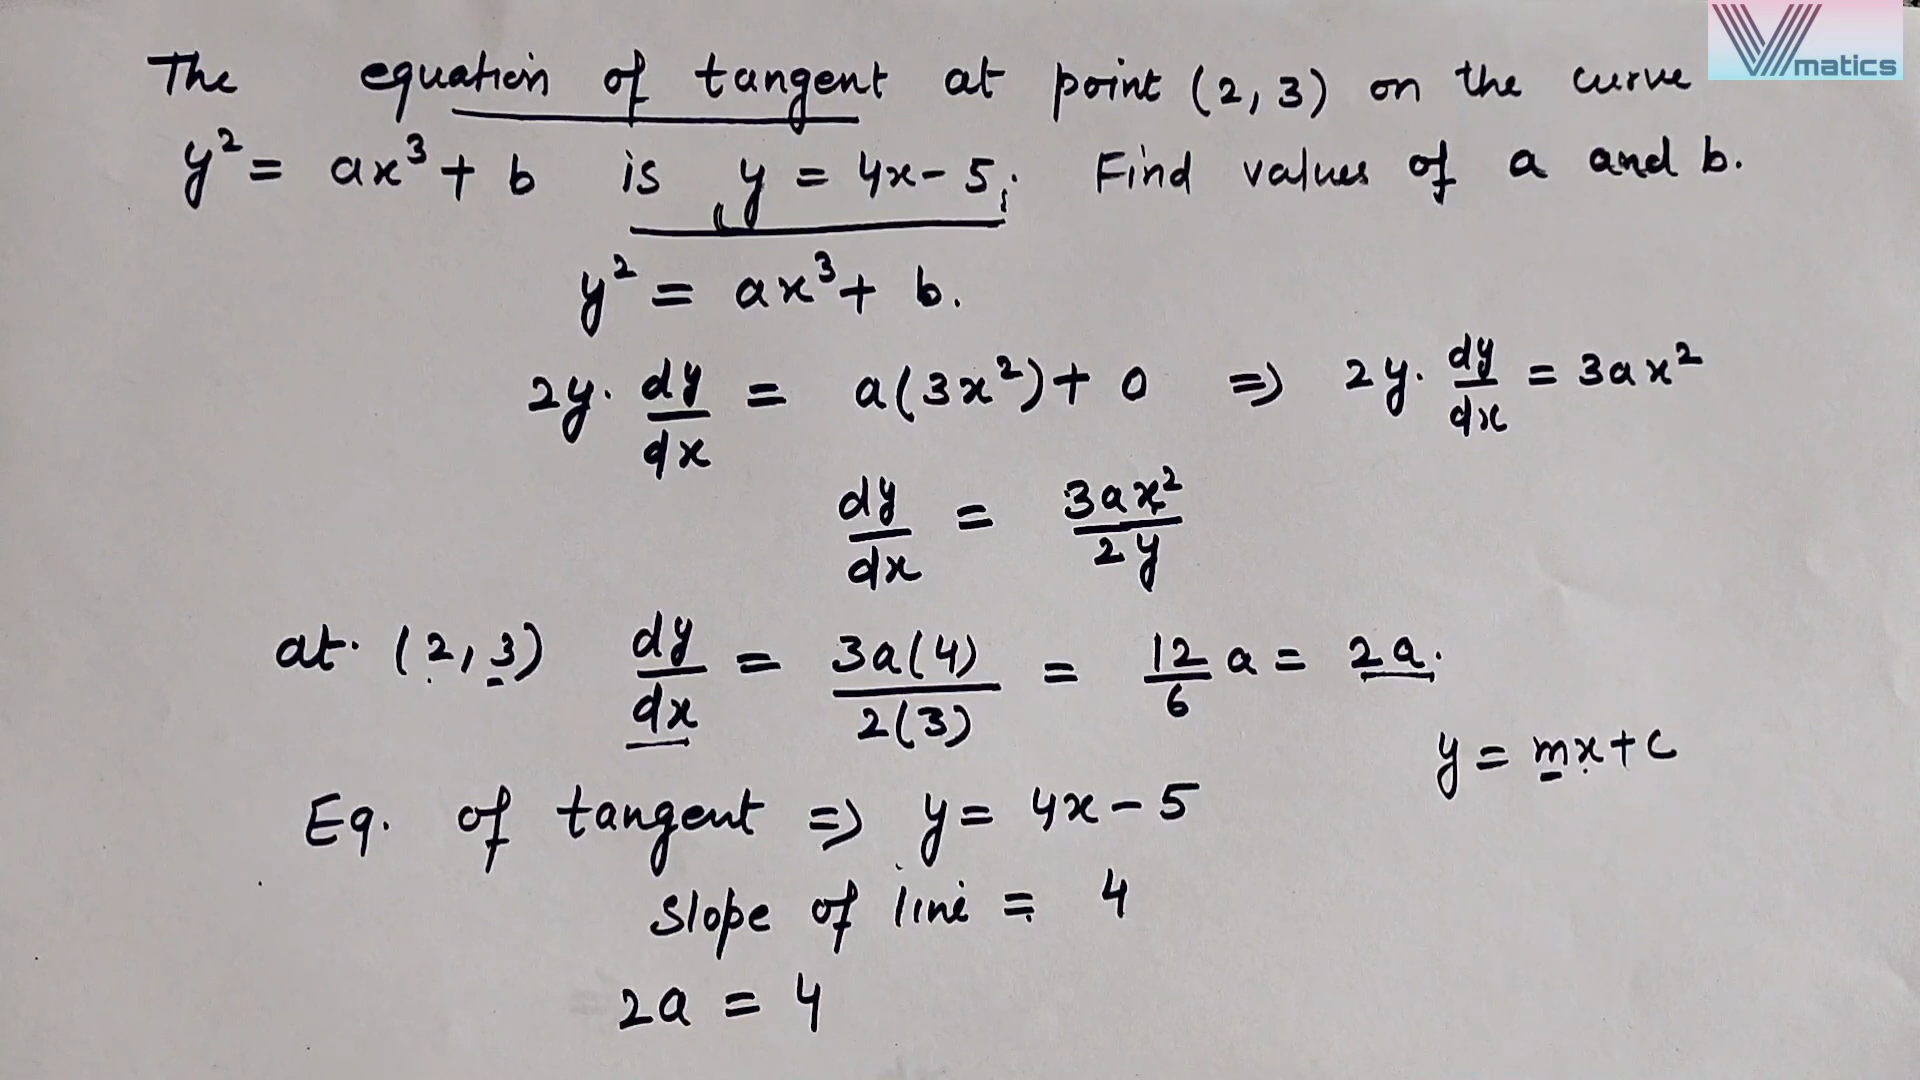 Vmatics
The equation of tangent at point (2,3) on the curve
y² = ax³ + b is y = 4x - 5. Find values of a and b.
y² = ax³ + b.
2y. dy/dx = a(3x²) + 0 => 2y. dy/dx = 3ax²
dy/dx = 3ax²/2y
at. (2,3) dy/dx = 3a(4)/2(3) = 12/6 a = 2a.
y = mx + c
Eq. of tangent => y = 4x - 5
Slope of line = 4
2a = 4